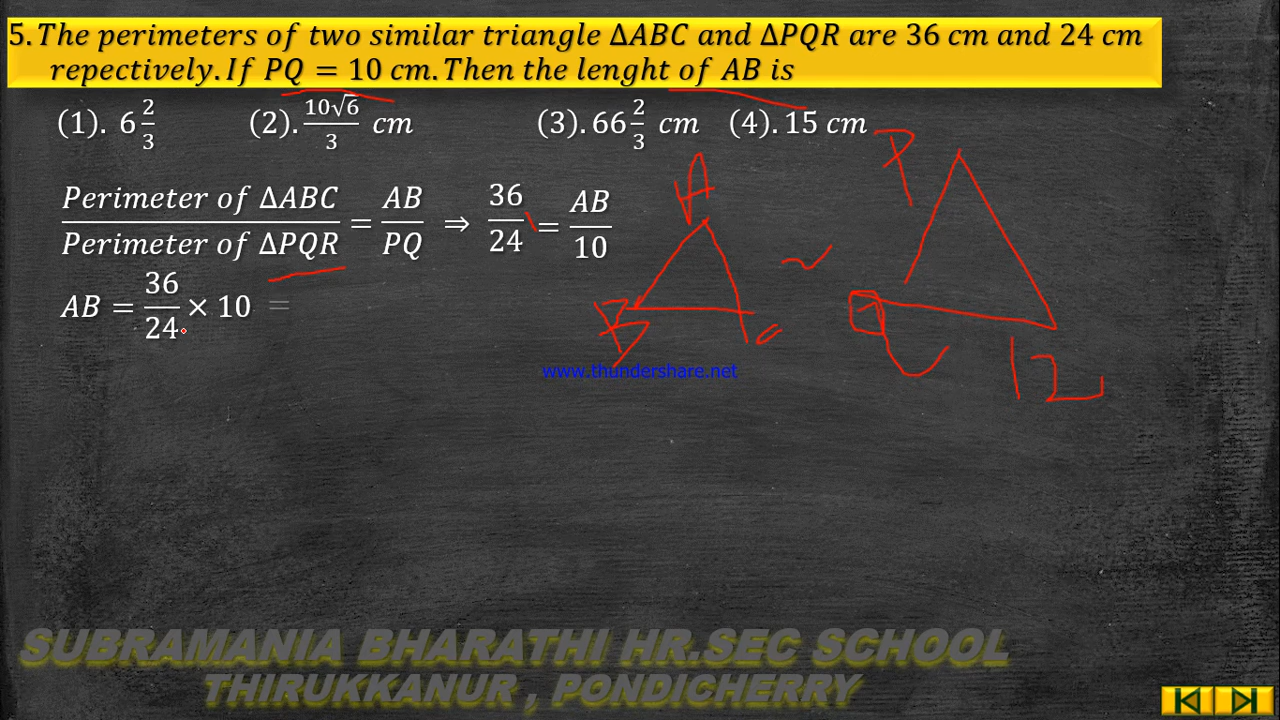 5. The perimeters of two similar triangle ΔABC and ΔPQR are 36 cm and 24 cm
repectively. If PQ = 10 cm. Then the lenght of AB is
(1). 6 2/3 (2). 10√6/3 cm (3). 66 2/3 cm (4). 15 cm
Perimeter of ΔABC / Perimeter of ΔPQR = AB/PQ ⇒ 36/24 = AB/10
AB = 36/24 × 10 =
P
A
B
C
www.thundershare.net
SUBRAMANIA BHARATHI HR.SEC SCHOOL
THIRUKKANUR , PONDICHERRY